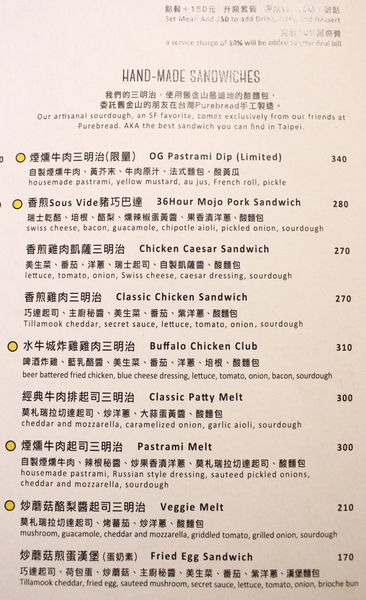 點餐+150元
Set Meal: Add 150 to add Drink, Fries, and Dessert
a service charge of 10% will be added to your final bill
HAND-MADE SANDWICHES
我們的三明治，使用舊金山最道地的酸麵包，
委託舊金山的朋友在台灣Purebread手工製造。
Our artisanal sourdough, an SF favorite, comes exclusively from our friends at
Purebread. AKA the best sandwich you can find in Taipei.
煙燻牛肉三明治(限量) OG Pastrami Dip (Limited) 340
自製煙燻牛肉、黃芥末、牛肉原汁、法式麵包、酸黃瓜
housemade pastrami, yellow mustard, au jus, French roll, pickle
香煎Sous Vide豬巧巴達 36Hour Mojo Pork Sandwich 280
瑞士乾酪、培根、酪梨、燻辣椒蛋黃醬、果香漬洋蔥、酸麵包
swiss cheese, bacon, guacamole, chipotle aioli, pickled onion, sourdough
香煎雞肉凱薩三明治 Chicken Caesar Sandwich 270
美生菜、番茄、洋蔥、瑞士起司、自製凱薩醬、酸麵包
lettuce, tomato, onion, Swiss cheese, caesar dressing, sourdough
香煎雞肉三明治 Classic Chicken Sandwich 270
巧達起司、主廚秘醬、美生菜、番茄、紫洋蔥、酸麵包
Tillamook cheddar, secret sauce, lettuce, tomato, onion, sourdough
水牛城炸雞雞肉三明治 Buffalo Chicken Club 310
啤酒炸雞、藍乳酪醬、美生菜、番茄、洋蔥、培根、酸麵包
beer battered fried chicken, blue cheese dressing, lettuce, tomato, onion, bacon, sourdough
經典牛肉排起司三明治 Classic Patty Melt 300
莫札瑞拉切達起司、炒洋蔥、大蒜蛋黃醬、酸麵包
cheddar and mozzarella, caramelized onion, garlic aioli, sourdough
煙燻牛肉起司三明治 Pastrami Melt 300
自製煙燻牛肉、辣根秘醬、炒果香漬洋蔥、莫札瑞拉切達起司、酸麵包
housemade pastrami, Russian style dressing, sauteed pickled onions,
cheddar and mozzarella, sourdough
炒蘑菇酪梨醬起司三明治 Veggie Melt 210
莫札瑞拉切達起司、烤蕃茄、炒洋蔥、酸麵包
mushroom, guacamole, cheddar and mozzarella, griddled tomato, grilled onion, sourdough
炒蘑菇煎蛋漢堡 (蛋奶素) Fried Egg Sandwich 170
巧達起司、荷包蛋、炒蘑菇、主廚秘醬、美生菜、番茄、紫洋蔥、漢堡麵包
Tillamook cheddar, fried egg, sauteed mushroom, secret sauce, lettuce, tomato, onion, brioche bun